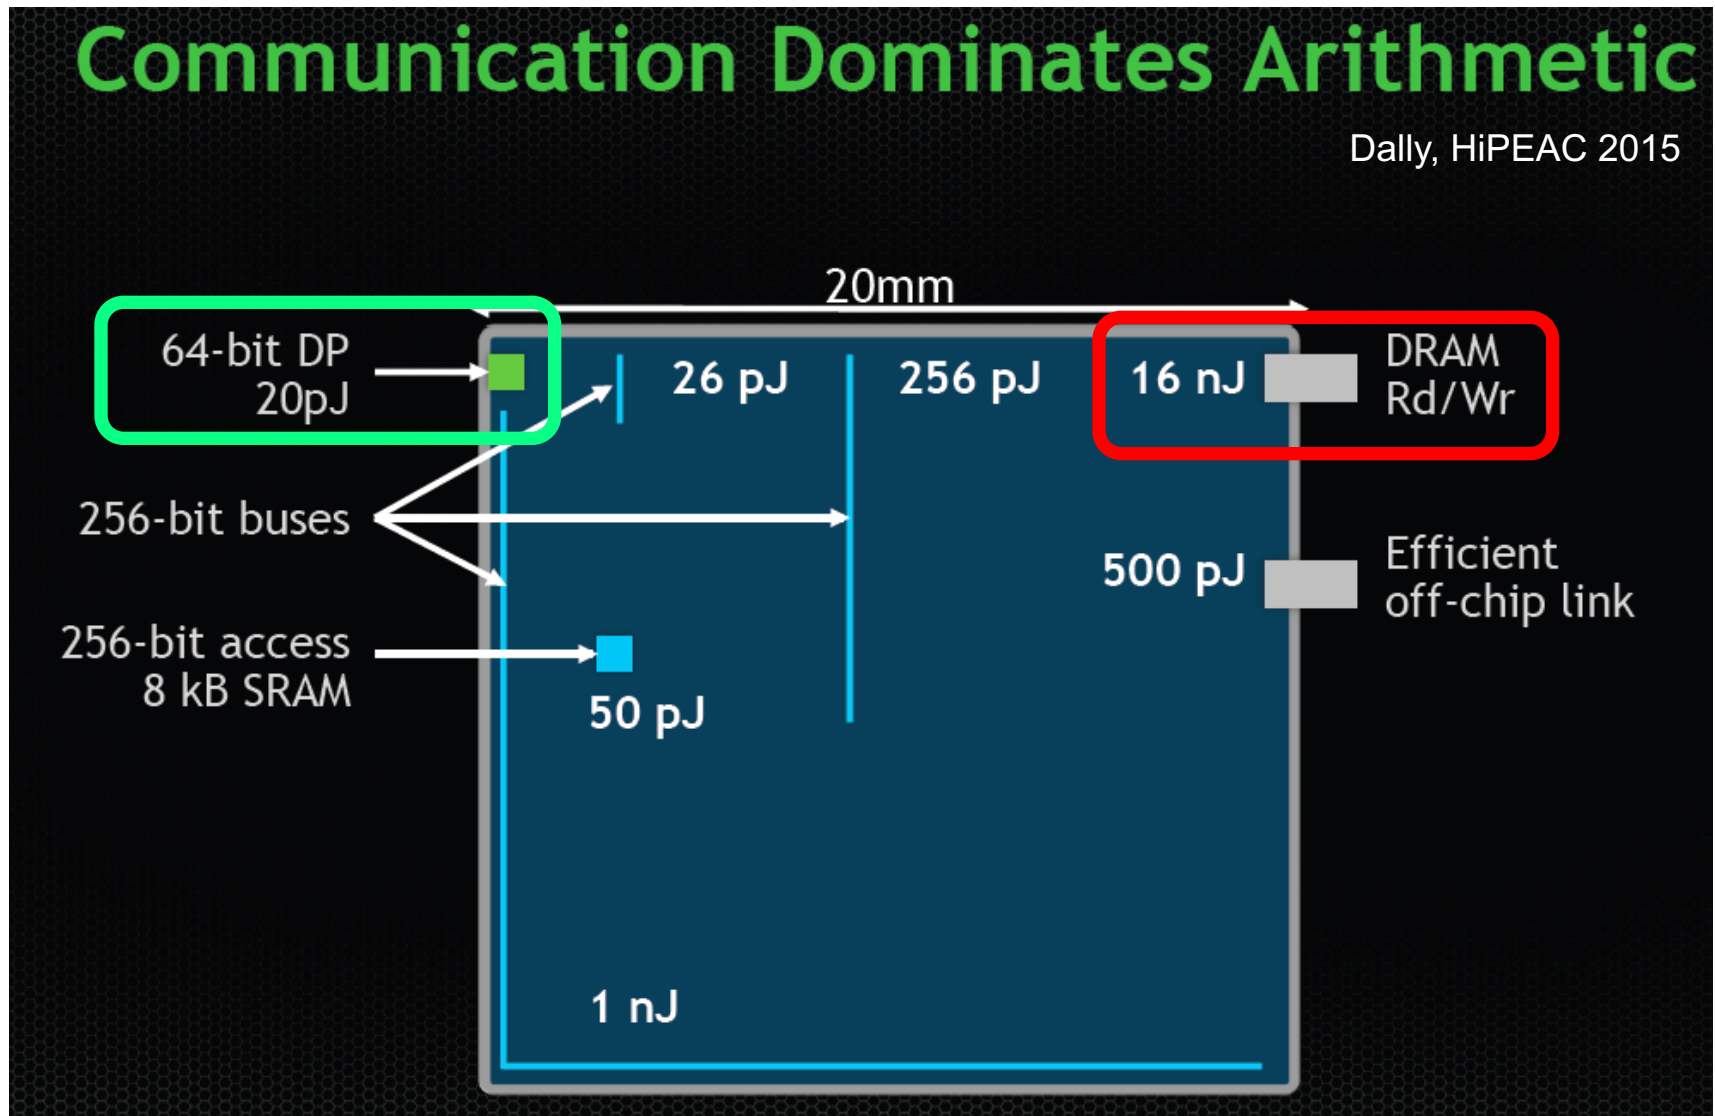 Communication Dominates Arithmetic
Dally, HiPEAC 2015
20mm
64-bit DP
20pJ
26 pJ
256 pJ
16 nJ
DRAM
Rd/Wr
256-bit buses
500 pJ
Efficient
off-chip link
256-bit access
8 kB SRAM
50 pJ
1 nJ